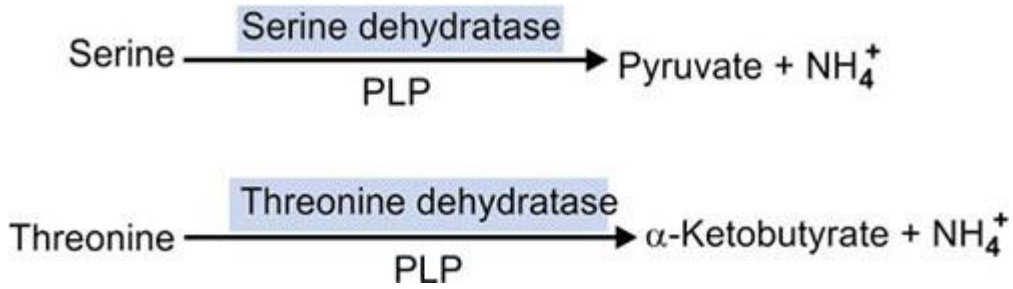 Serine dehydratase
Serine Pyruvate + NH₄⁺
PLP
Threonine dehydratase
Threonine α-Ketobutyrate + NH₄⁺
PLP